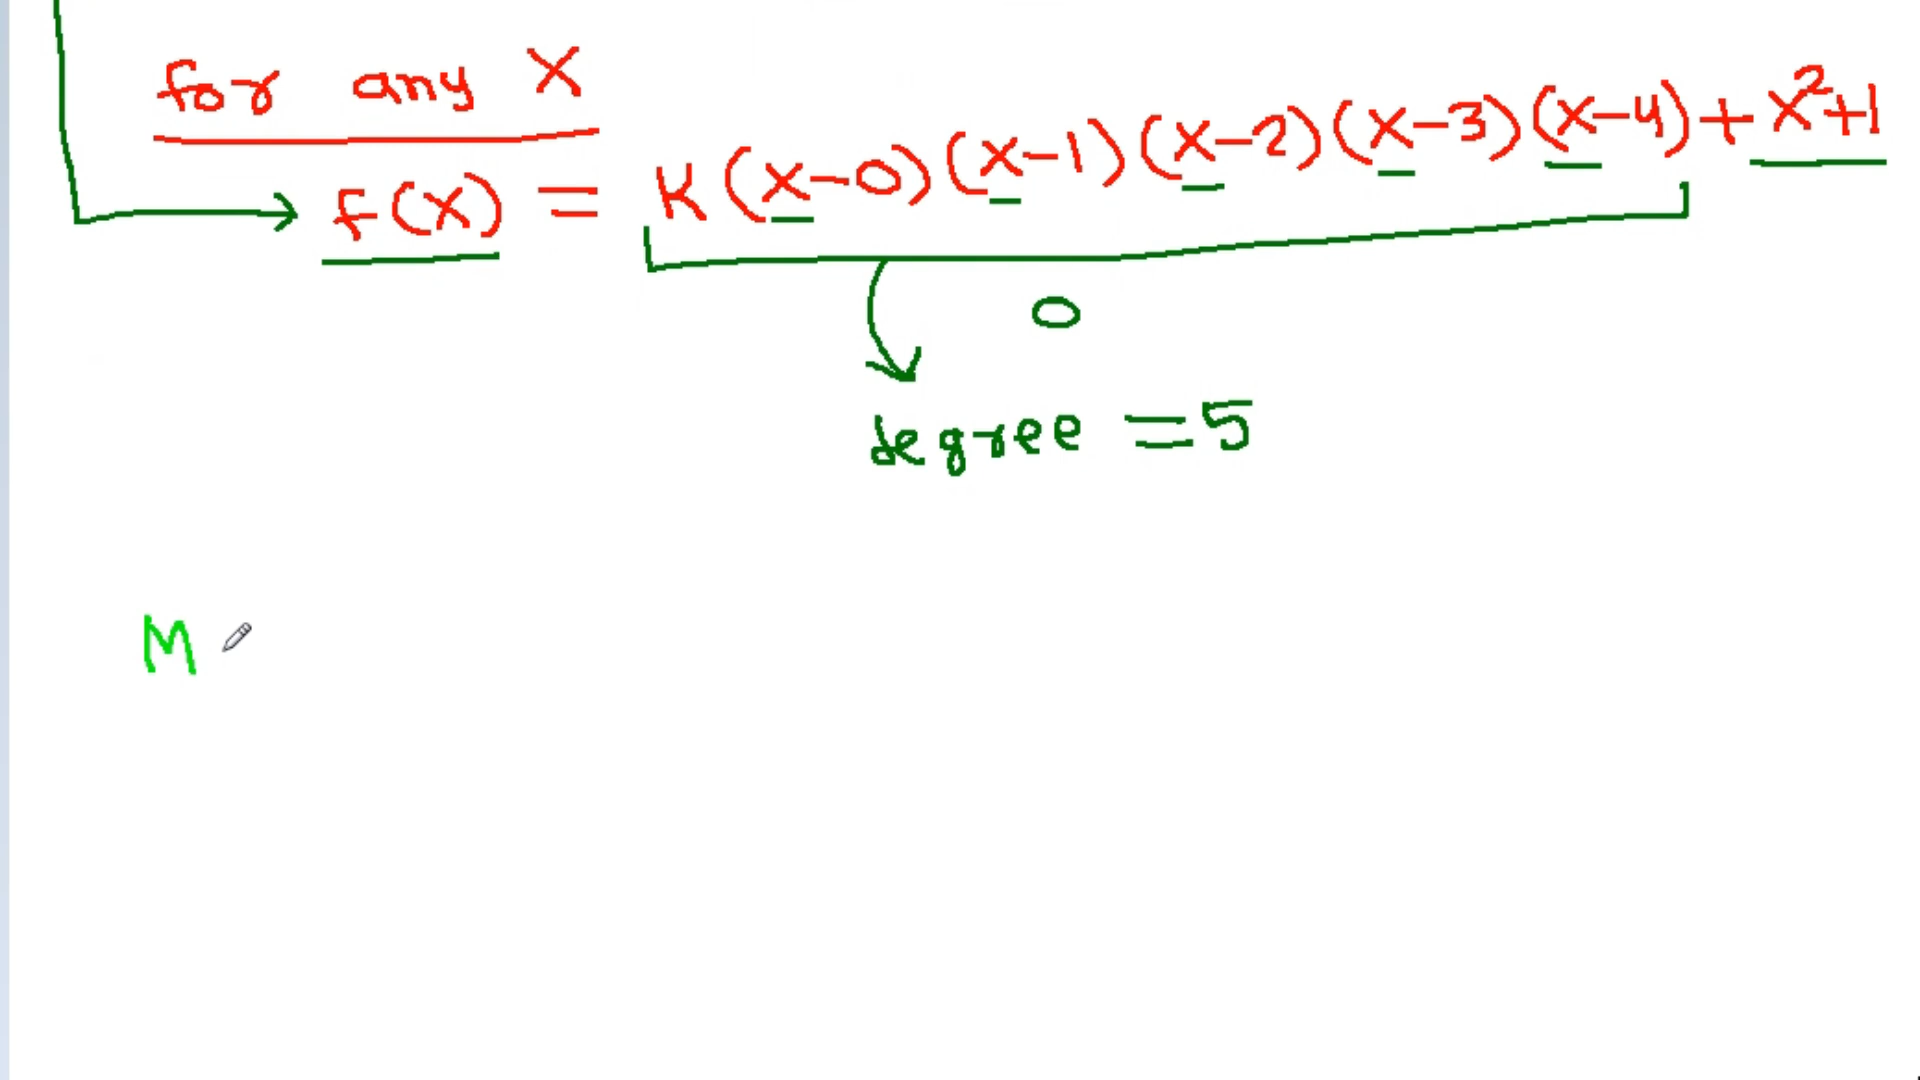 for any x
f(x) = K(x-0)(x-1)(x-2)(x-3)(x-4)+x²+1
0
degree =5
M